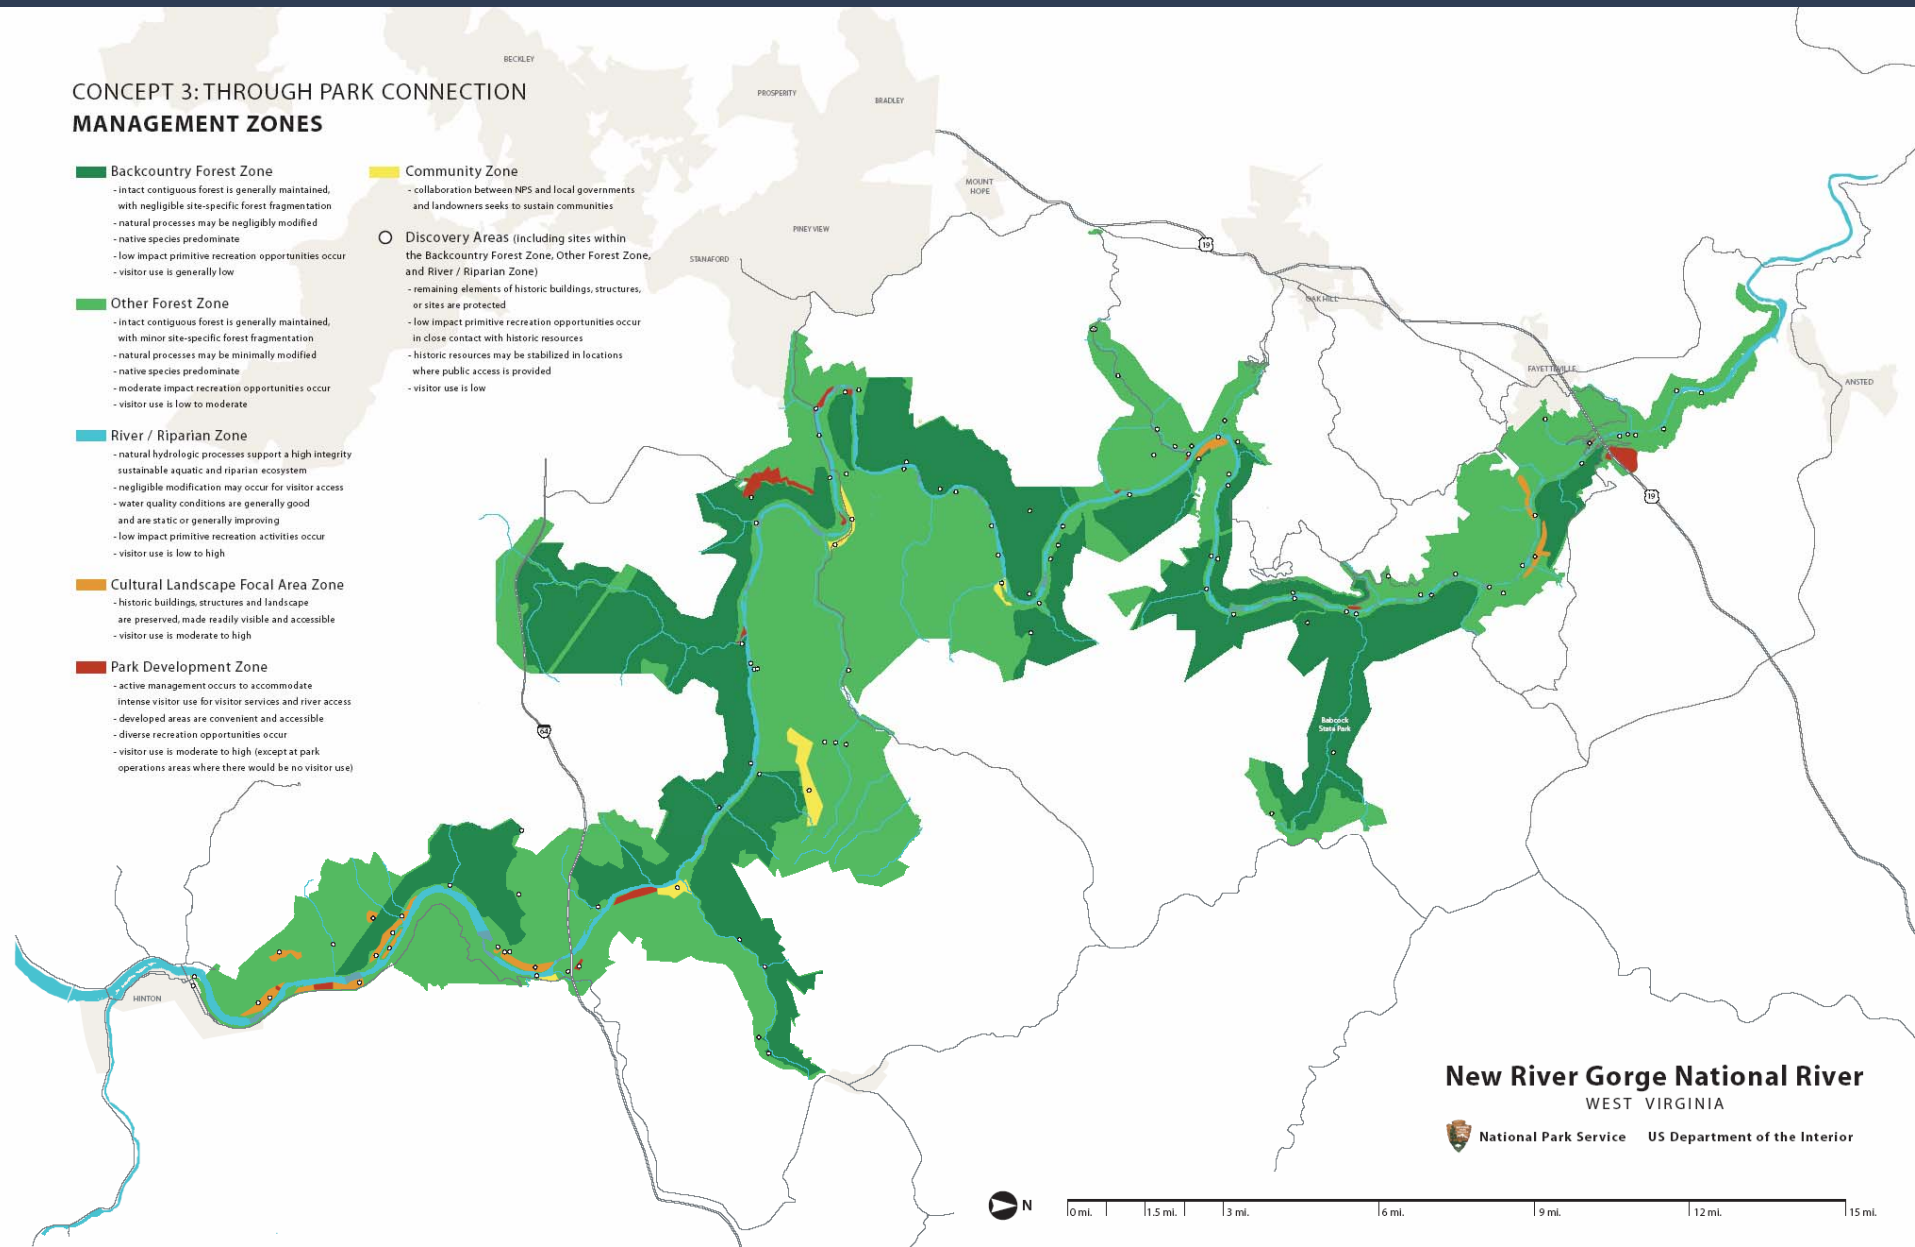 CONCEPT 3: THROUGH PARK CONNECTION
MANAGEMENT ZONES
Backcountry Forest Zone
- intact contiguous forest is generally maintained,
with negligible site-specific forest fragmentation
- natural processes may be negligibly modified
- native species predominate
- low impact primitive recreation opportunities occur
- visitor use is generally low
Other Forest Zone
- intact contiguous forest is generally maintained,
with minor site-specific forest fragmentation
- natural processes may be minimally modified
- native species predominate
- moderate impact recreation opportunities occur
- visitor use is low to moderate
River / Riparian Zone
- natural hydrologic processes support a high integrity
sustainable aquatic and riparian ecosystem
- negligible modification may occur for visitor access
- water quality conditions are generally good
and are static or generally improving
- low impact primitive recreation activities occur
- visitor use is low to high
Cultural Landscape Focal Area Zone
- historic buildings, structures and landscape
are preserved, made readily visible and accessible
- visitor use is moderate to high
Park Development Zone
- active management occurs to accommodate
intense visitor use for visitor services and river access
- developed areas are convenient and accessible
- diverse recreation opportunities occur
- visitor use is moderate to high (except at park
operations areas where there would be no visitor use)
Community Zone
- collaboration between NPS and local governments
and landowners seeks to sustain communities
Discovery Areas (including sites within
the Backcountry Forest Zone, Other Forest Zone,
and River / Riparian Zone)
- remaining elements of historic buildings, structures,
or sites are protected
- low impact primitive recreation opportunities occur
in close contact with historic resources
- historic resources may be stabilized in locations
where public access is provided
- visitor use is low
BECKLEY
PROSPERITY
BRADLEY
MOUNT
HOPE
PINEY VIEW
STANAFORD
19
OAK HILL
FAYETTEVILLE
ANSTED
19
64
Babcock
State Park
HINTON
New River Gorge National River
WEST VIRGINIA
National Park Service US Department of the Interior
N
0 mi. 1.5 mi. 3 mi. 6 mi. 9 mi. 12 mi. 15 mi.